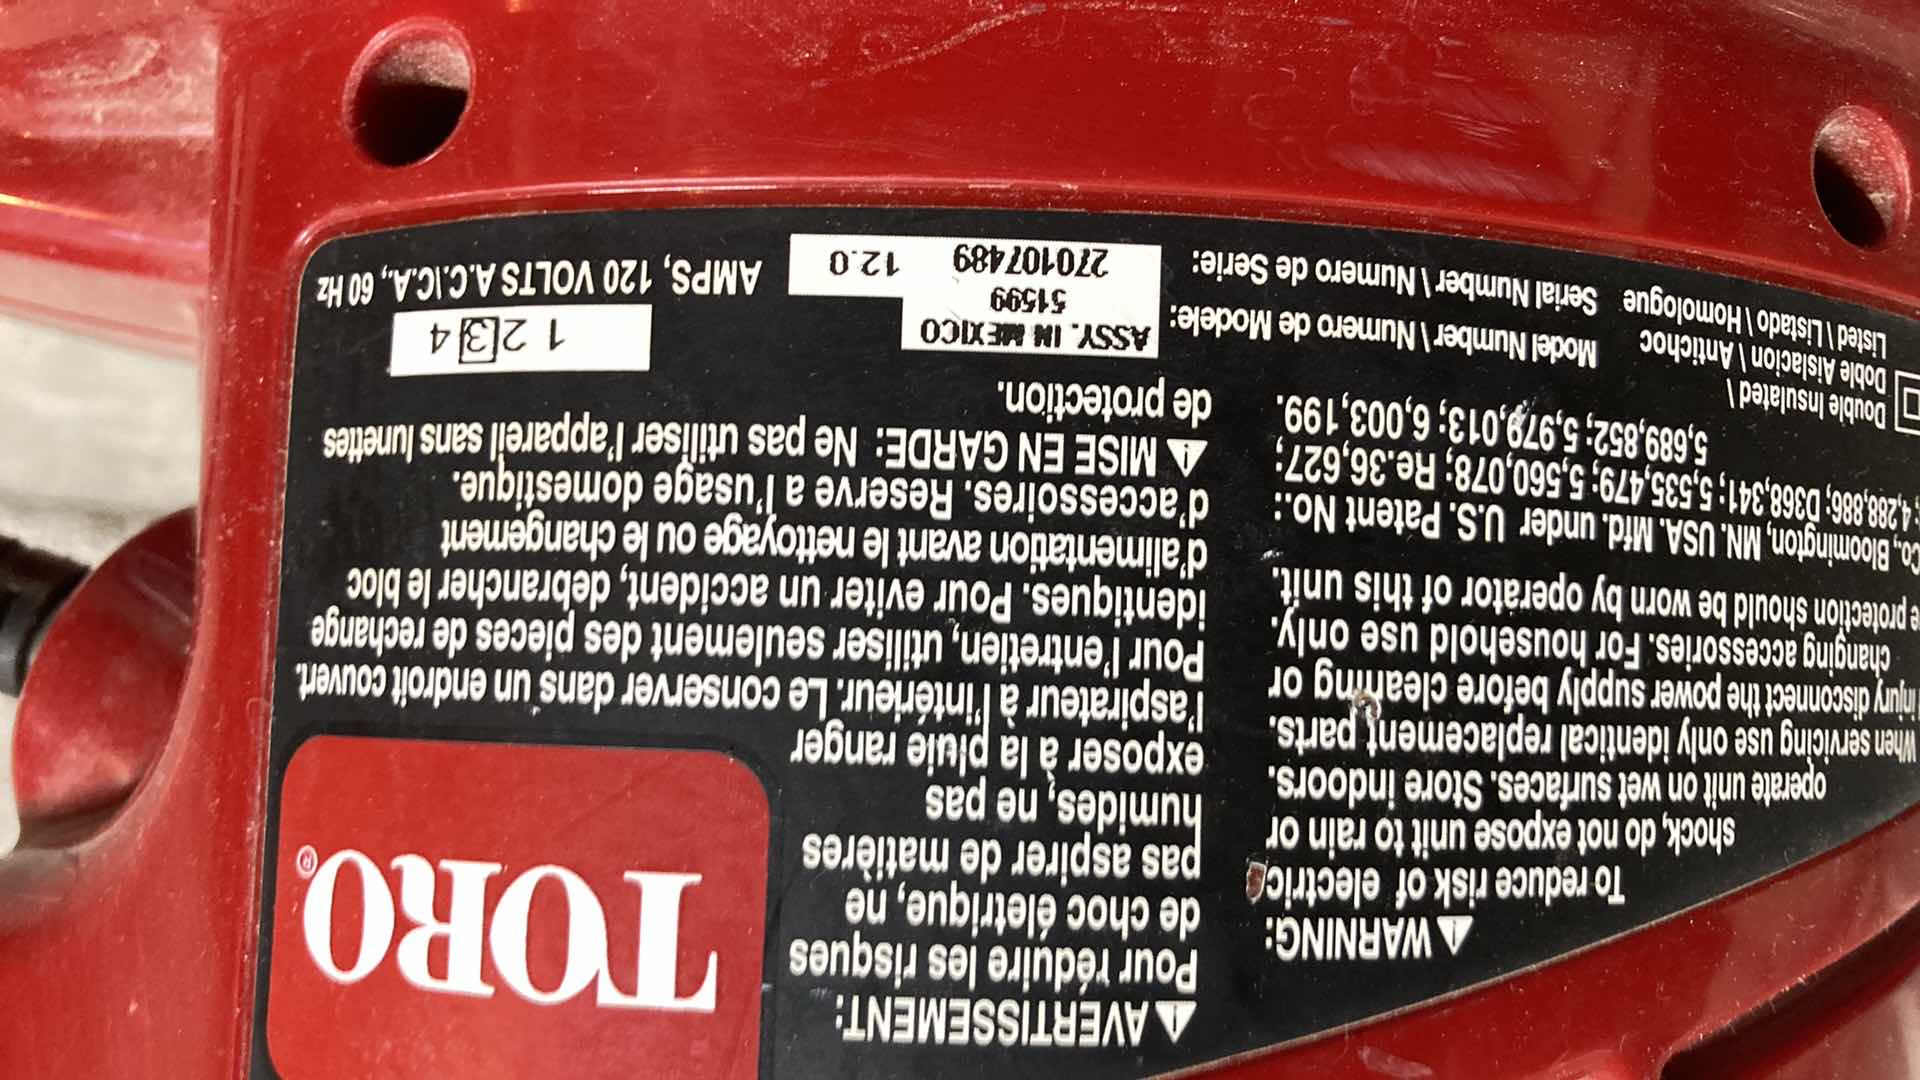 ⚠ WARNING:
To reduce risk of electric
shock, do not expose unit to rain or
operate unit on wet surfaces. Store indoors.
When servicing use only identical replacement parts.
injury disconnect the power supply before cleaning or
changing accessories. For household use only.
protection should be worn by operator of this unit.
Co., Bloomington, MN. USA. Mfd. under U.S. Patent No.:
4,288,886; D368,341; 5,535,479; 5,560,078; Re.36,627;
5,689,852; 5,979,013; 6,003,199.
Double Insulated \
Doble Aislacion \ Antichoc
Listed \ Listado \ Homologue
Model Number \ Numero de Modele:
Serial Number \ Numero de Serie:
⚠ AVERTISSEMENT:
Pour réduire les risques
de choc életrique, ne
pas aspirer de matières
humides, ne pas
exposer à la pluie ranger
l'aspirateur à l'intérieur. Le conserver dans un endroit couvert.
Pour l'entretien, utiliser seulement des pieces de rechange
identiques. Pour eviter un accident, debrancher le bloc
d'alimentation avant le nettoyage ou le changement
d'accessoires. Reserve a l'usage domestique.
⚠ MISE EN GARDE: Ne pas utiliser l'appareil sans lunettes
de protection.
ASSY. IN MEXICO
51599
270107489
12.0
AMPS, 120 VOLTS A.C.\C.A., 60 Hz
1 2 3 4
TORO®